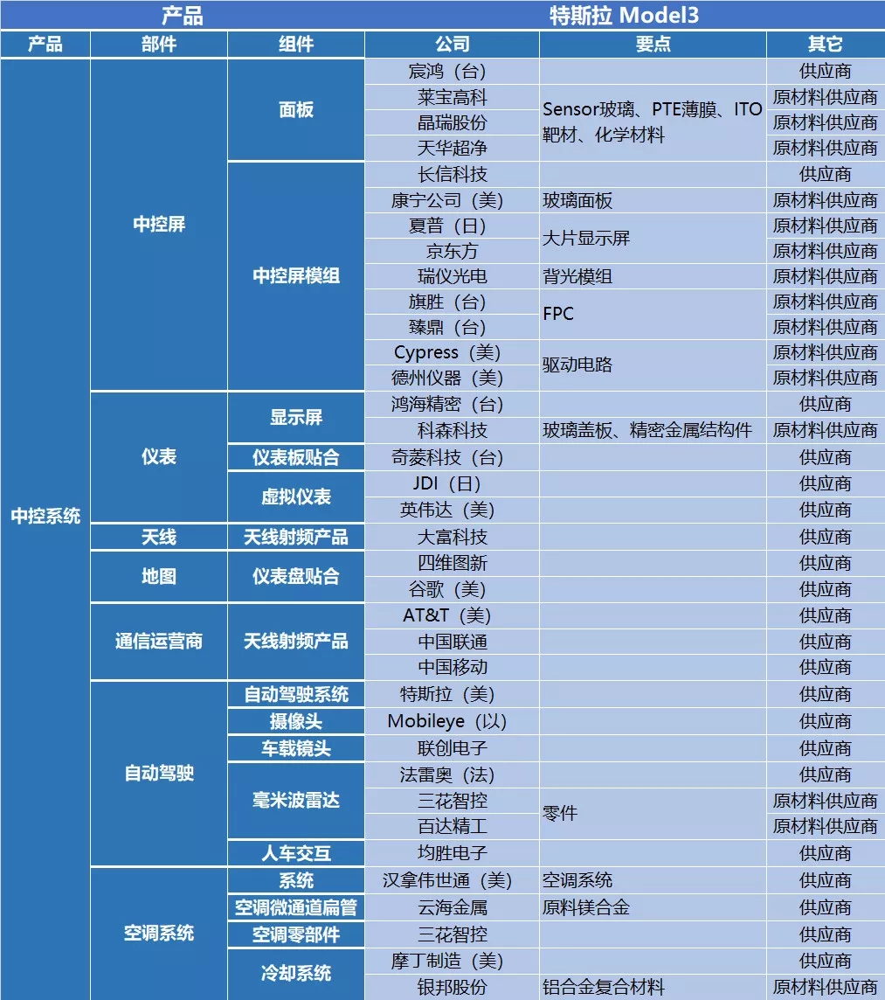 产品 特斯拉 Model3
产品 部件 组件 公司 要点 其它
中控系统
中控屏
面板
宸鸿（台） 供应商
莱宝高科 Sensor玻璃、PTE薄膜、ITO靶材、化学材料 原材料供应商
晶瑞股份 原材料供应商
天华超净 原材料供应商
中控屏模组
长信科技 供应商
康宁公司（美） 玻璃面板 原材料供应商
夏普（日） 大片显示屏 原材料供应商
京东方 原材料供应商
瑞仪光电 背光模组 原材料供应商
旗胜（台） FPC 原材料供应商
臻鼎（台） 原材料供应商
Cypress（美） 驱动电路 原材料供应商
德州仪器（美） 原材料供应商
仪表
显示屏
鸿海精密（台） 供应商
科森科技 玻璃盖板、精密金属结构件 原材料供应商
仪表板贴合 奇菱科技（台） 供应商
虚拟仪表
JDI（日） 供应商
英伟达（美） 供应商
天线 天线射频产品 大富科技 供应商
地图 仪表盘贴合
四维图新 供应商
谷歌（美） 供应商
通信运营商 天线射频产品
AT&T（美） 供应商
中国联通 供应商
中国移动 供应商
自动驾驶
自动驾驶系统 特斯拉（美） 供应商
摄像头 Mobileye（以） 供应商
车载镜头 联创电子 供应商
毫米波雷达
法雷奥（法） 供应商
三花智控 零件 原材料供应商
百达精工 原材料供应商
人车交互 均胜电子 供应商
空调系统
系统 汉拿伟世通（美） 空调系统 供应商
空调微通道扁管 云海金属 原料镁合金 供应商
空调零部件 三花智控 供应商
冷却系统
摩丁制造（美） 供应商
银邦股份 铝合金复合材料 原材料供应商